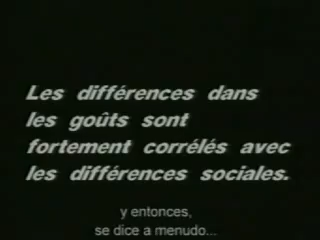 Les différences dans
les goûts sont
fortement corrélés avec
les différences sociales.
y entonces,
se dice a menudo...